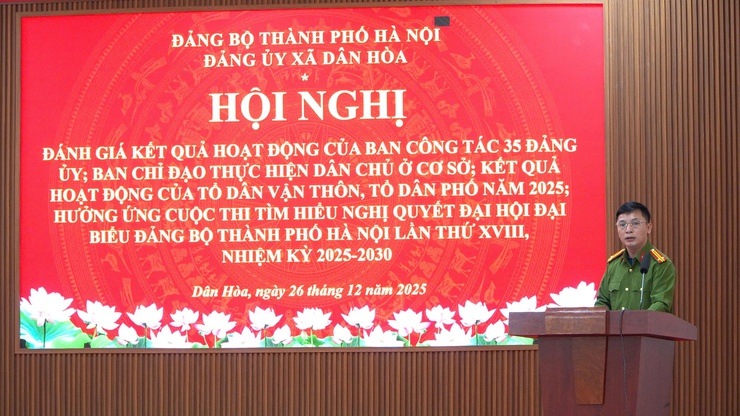 ĐẢNG BỘ THÀNH PHỐ HÀ NỘI
ĐẢNG ỦY XÃ DÂN HÒA
HỘI NGHỊ
ĐÁNH GIÁ KẾT QUẢ HOẠT ĐỘNG CỦA BAN CÔNG TÁC 35 ĐẢNG
ỦY; BAN CHỈ ĐẠO THỰC HIỆN DÂN CHỦ Ở CƠ SỞ; KẾT QUẢ
HOẠT ĐỘNG CỦA TỔ DÂN VẬN THÔN, TỔ DÂN PHỐ NĂM 2025;
HƯỞNG ỨNG CUỘC THI TÌM HIỂU NGHỊ QUYẾT ĐẠI HỘI ĐẠI
BIỂU ĐẢNG BỘ THÀNH PHỐ HÀ NỘI LẦN THỨ XVIII,
NHIỆM KỲ 2025-2030
Dân Hòa, ngày 26 tháng 12 năm 2025